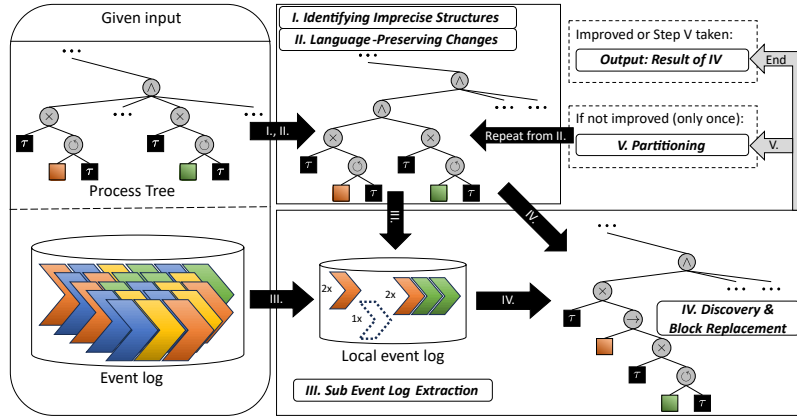 Given input
I. Identifying Imprecise Structures
II. Language-Preserving Changes
Improved or Step V taken:
Output: Result of IV
End
If not improved (only once):
V. Partitioning
V.
Repeat from II.
I., II.
∧
∧
∧
× ×
× ×
τ τ
τ τ
τ τ
τ τ
Process Tree
III.
IV.
∧
×
τ
→
×
τ
τ
IV. Discovery &
Block Replacement
III.
2x
2x
1x
IV.
Local event log
Event log
III. Sub Event Log Extraction